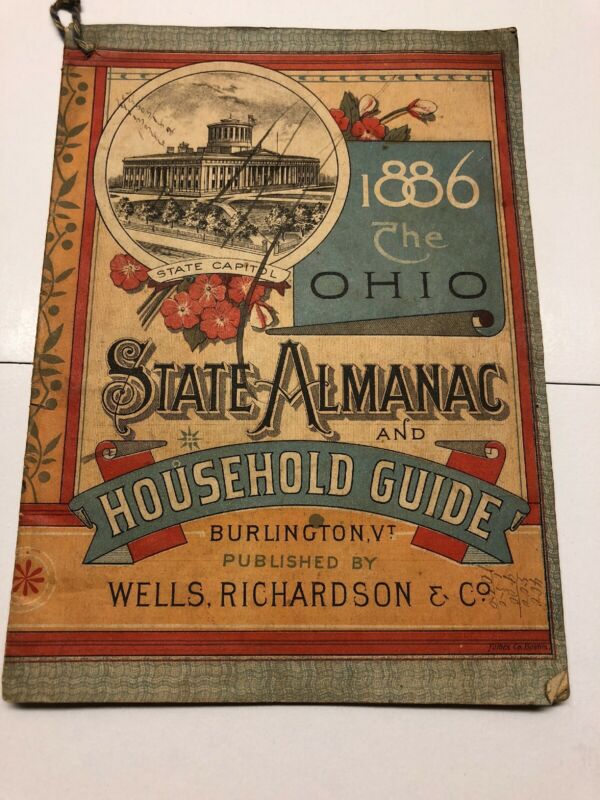 1886
The
OHIO
STATE CAPITOL
STATE ALMANAC
AND
HOUSEHOLD GUIDE
BURLINGTON, VT
PUBLISHED BY
WELLS, RICHARDSON & Co.